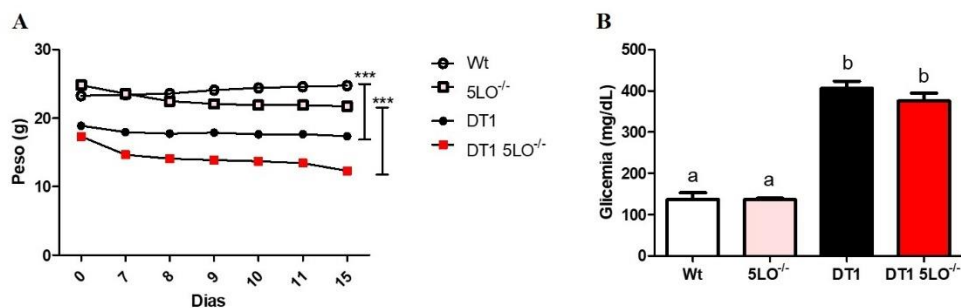 A
Peso (g)
30
20
10
0
0 7 8 9 10 11 15
Dias
Wt
5LO-/-
DT1
DT1 5LO-/-
***
***
B
Glicemia (mg/dL)
500
400
300
200
100
0
a a b b
Wt 5LO-/- DT1 DT1 5LO-/-